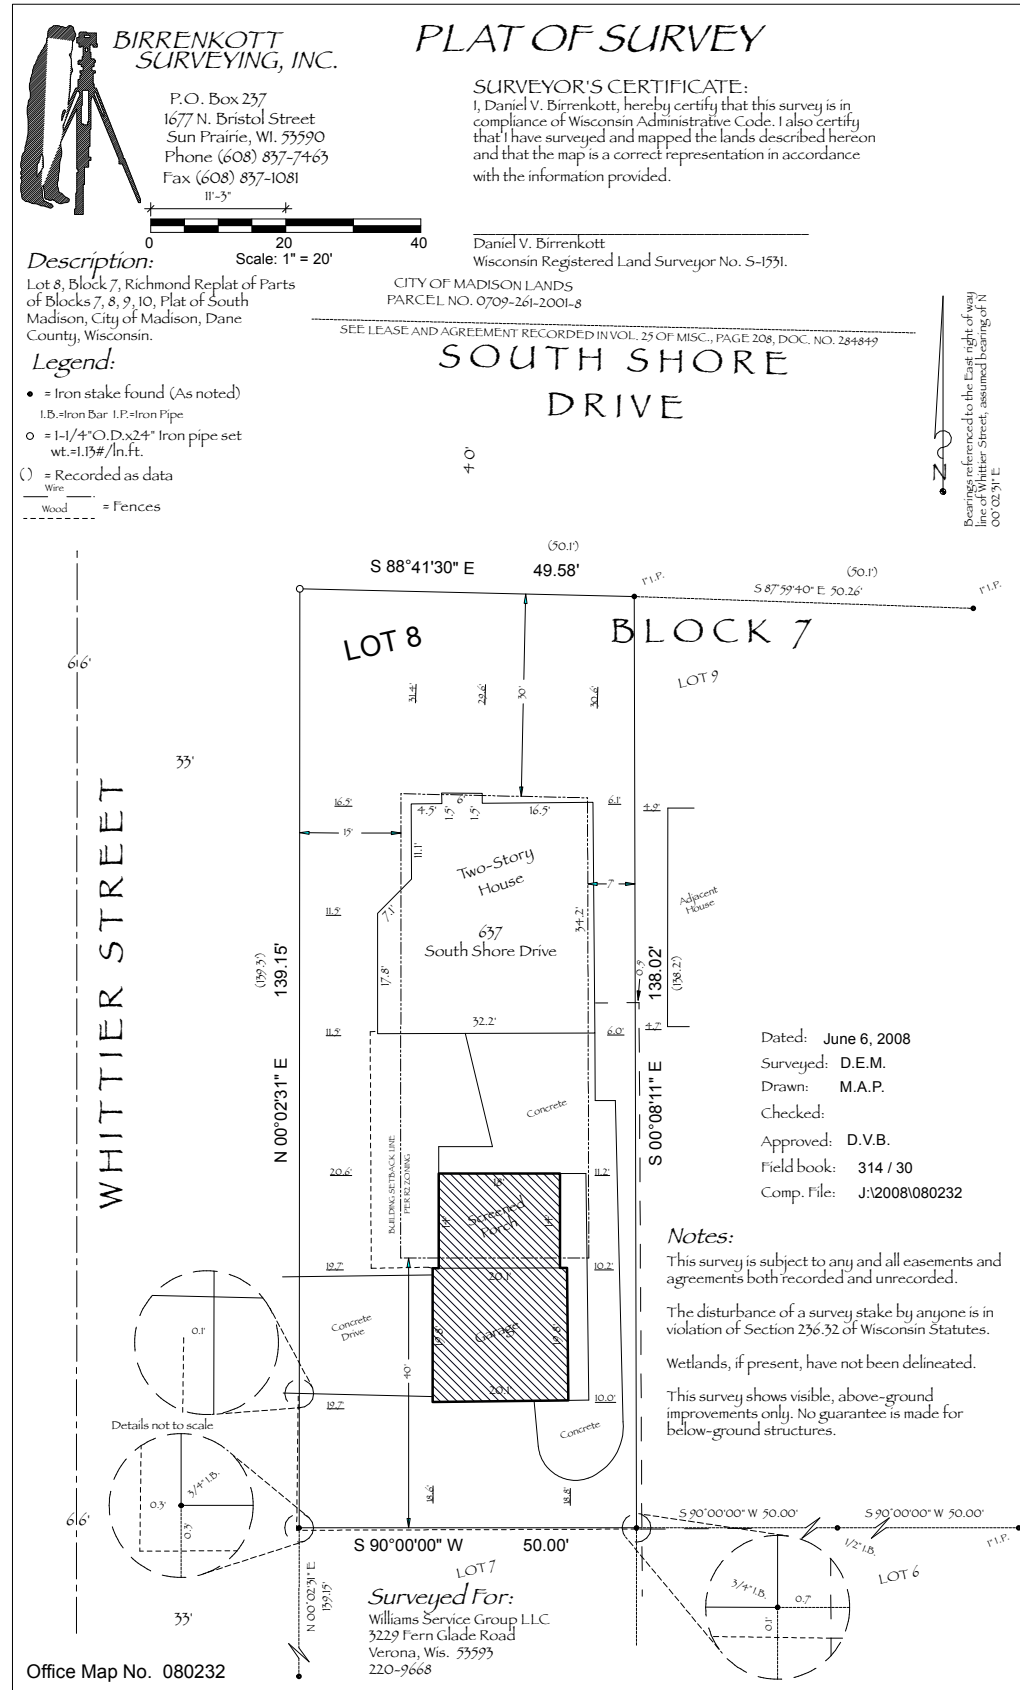 BIRRENKOTT
SURVEYING, INC.
P.O. Box 237
1677 N. Bristol Street
Sun Prairie, WI. 53590
Phone (608) 837-7463
Fax (608) 837-1081
11'-3"
0 20 40
Scale: 1" = 20'
PLAT OF SURVEY
SURVEYOR'S CERTIFICATE:
I, Daniel V. Birrenkott, hereby certify that this survey is in
compliance of Wisconsin Administrative Code. I also certify
that I have surveyed and mapped the lands described hereon
and that the map is a correct representation in accordance
with the information provided.
Daniel V. Birrenkott
Wisconsin Registered Land Surveyor No. S-1531.
Description:
Lot 8, Block 7, Richmond Replat of Parts
of Blocks 7, 8, 9, 10, Plat of South
Madison, City of Madison, Dane
County, Wisconsin.
CITY OF MADISON LANDS
PARCEL NO. 0709-261-2001-8
SEE LEASE AND AGREEMENT RECORDED IN VOL. 25 OF MISC., PAGE 208, DOC. NO. 284849
SOUTH SHORE
DRIVE
40'
Legend:
= Iron stake found (As noted)
I.B.=Iron Bar I.P.=Iron Pipe
= 1-1/4"O.D.x24" Iron pipe set
wt.=1.13#/ln.ft.
( ) = Recorded as data
Wire
Wood
= Fences
N
Bearings referenced to the East right of way
line of Whittier Street, assumed bearing of N
00°02'31" E
(50.1')
S 88°41'30" E 49.58'
1" I.P.
(50.1')
S 87°59'40" E 50.26'
1" I.P.
LOT 8
BLOCK 7
LOT 9
66'
33'
WHITTIER STREET
31.4'
29.6'
30'
30.6'
16.5'
4.5'
1.5'
6'
1.5'
16.5'
6.1'
4.9'
15'
11.1'
Two-Story
House
7'
Adjacent
House
11.5'
7.1'
637
South Shore Drive
34.2'
(139.3')
139.15'
17.8'
0.5'
138.02'
(138.2')
11.5'
32.2'
6.0'
4.7'
N 00°02'31" E
S 00°08'11" E
Concrete
BUILDING SETBACK LINE
PER R2 ZONING
20.6'
18'
11.2'
14'
Screened
Porch
14'
19.7'
20.1'
10.2'
Concrete
Drive
19.8'
Garage
19.8'
40'
20.1'
19.7'
10.0'
Concrete
18.6'
18.8'
Dated: June 6, 2008
Surveyed: D.E.M.
Drawn: M.A.P.
Checked:
Approved: D.V.B.
Field book: 314 / 30
Comp. File: J:\2008\080232
Notes:
This survey is subject to any and all easements and
agreements both recorded and unrecorded.
The disturbance of a survey stake by anyone is in
violation of Section 236.32 of Wisconsin Statutes.
Wetlands, if present, have not been delineated.
This survey shows visible, above-ground
improvements only. No guarantee is made for
below-ground structures.
0.1'
Details not to scale
3/4" I.B.
0.3'
0.3'
66'
33'
S 90°00'00" W 50.00'
LOT 7
N 00°02'31" E
139.15'
S 90°00'00" W 50.00'
S 90°00'00" W 50.00'
1/2" I.B.
1" I.P.
LOT 6
3/4" I.B.
0.7'
0.1'
Surveyed For:
Williams Service Group LLC
3229 Fern Glade Road
Verona, Wis. 53593
220-9668
Office Map No. 080232